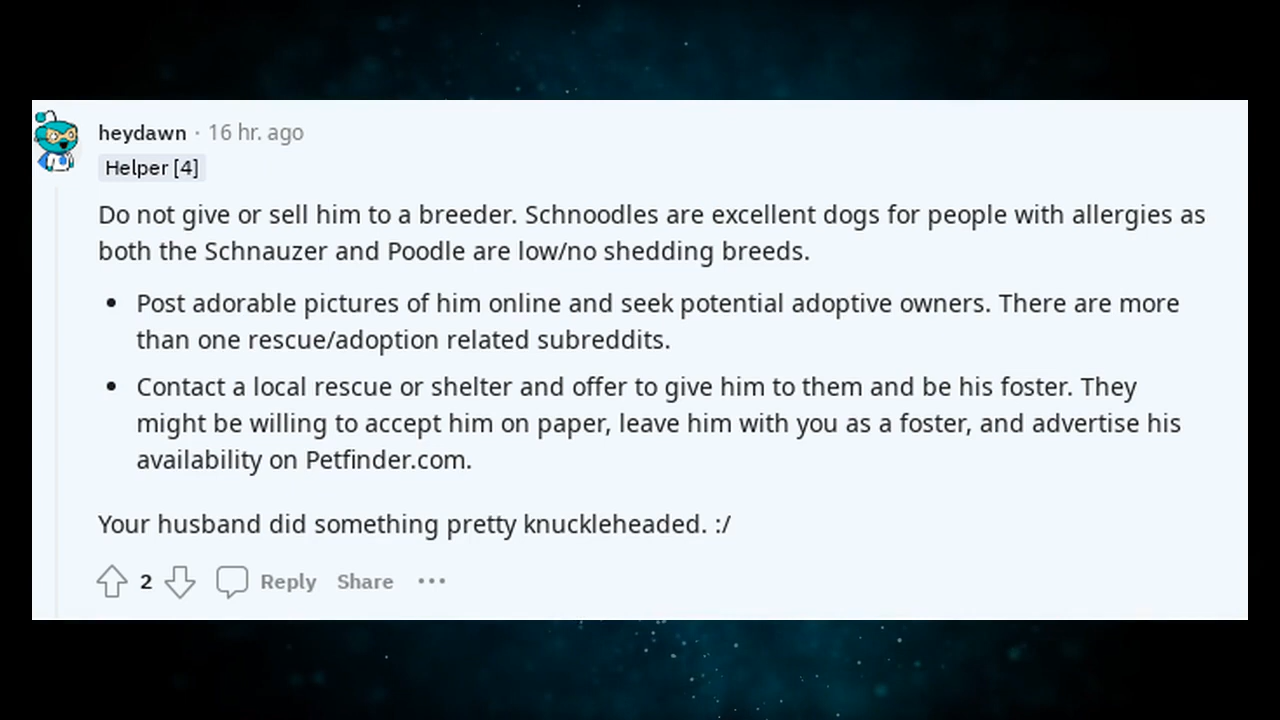 heydawn · 16 hr. ago
Helper [4]
Do not give or sell him to a breeder. Schnoodles are excellent dogs for people with allergies as
both the Schnauzer and Poodle are low/no shedding breeds.
• Post adorable pictures of him online and seek potential adoptive owners. There are more
than one rescue/adoption related subreddits.
• Contact a local rescue or shelter and offer to give him to them and be his foster. They
might be willing to accept him on paper, leave him with you as a foster, and advertise his
availability on Petfinder.com.
Your husband did something pretty knuckleheaded. :/
2 Reply Share ···